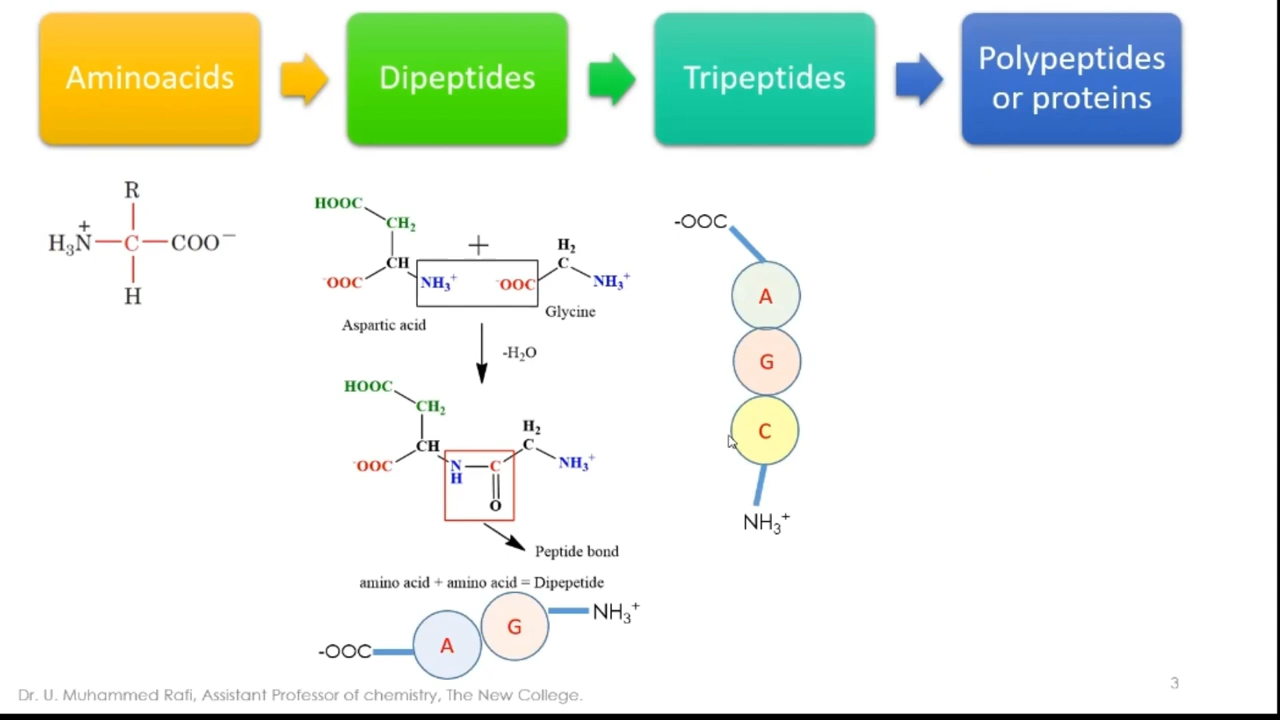 Aminoacids
Dipeptides
Tripeptides
Polypeptides
or proteins
R
H₃N⁺—C—COO⁻
H
HOOC
CH₂
CH
⁻OOC
NH₃⁺
+
⁻OOC
H₂
C
NH₃⁺
Aspartic acid
Glycine
-H₂O
HOOC
CH₂
CH
⁻OOC
N
H
C
O
H₂
C
NH₃⁺
Peptide bond
amino acid + amino acid = Dipepetide
-OOC
A
G
NH₃⁺
-OOC
A
G
C
NH₃⁺
Dr. U. Muhammed Rafi, Assistant Professor of chemistry, The New College.
3